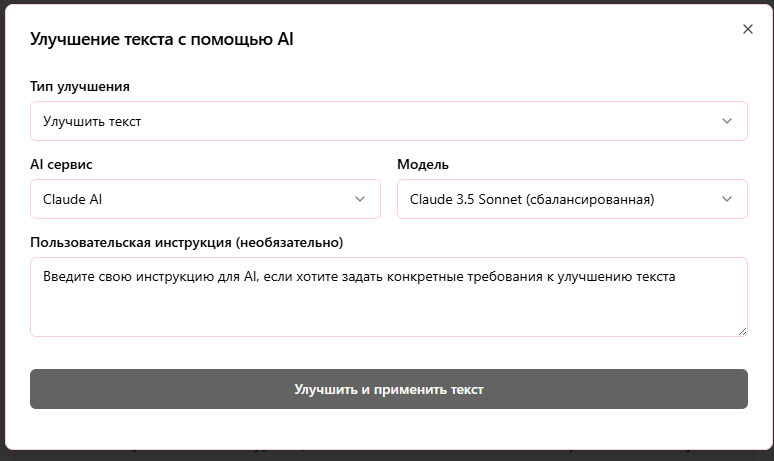 Улучшение текста с помощью AI
Тип улучшения
Улучшить текст
AI сервис
Модель
Claude AI
Claude 3.5 Sonnet (сбалансированная)
Пользовательская инструкция (необязательно)
Введите свою инструкцию для AI, если хотите задать конкретные требования к улучшению текста
Улучшить и применить текст